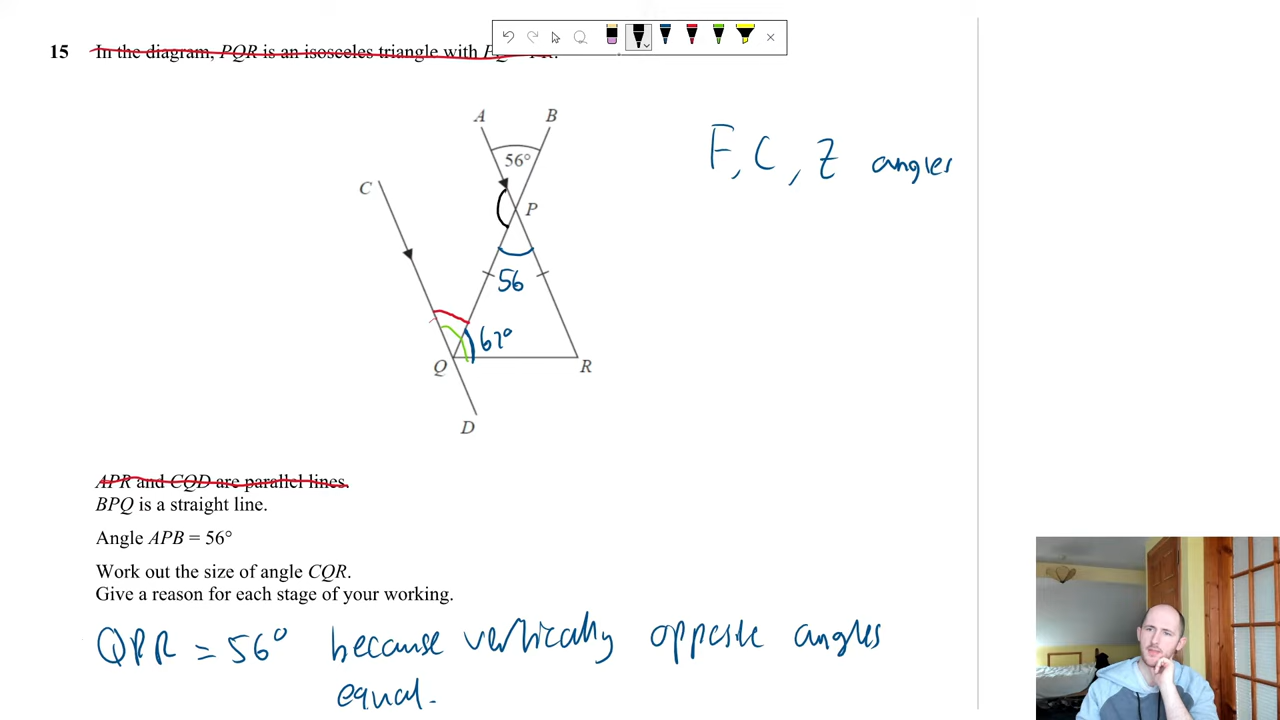 15 In the diagram, PQR is an isosceles triangle with
A B
56°
F, C, Z angles
C
P
56
62°
Q R
D
APR and CQD are parallel lines.
BPQ is a straight line.
Angle APB = 56°
Work out the size of angle CQR.
Give a reason for each stage of your working.
QPR = 56° because vertically opposite angles
equal.